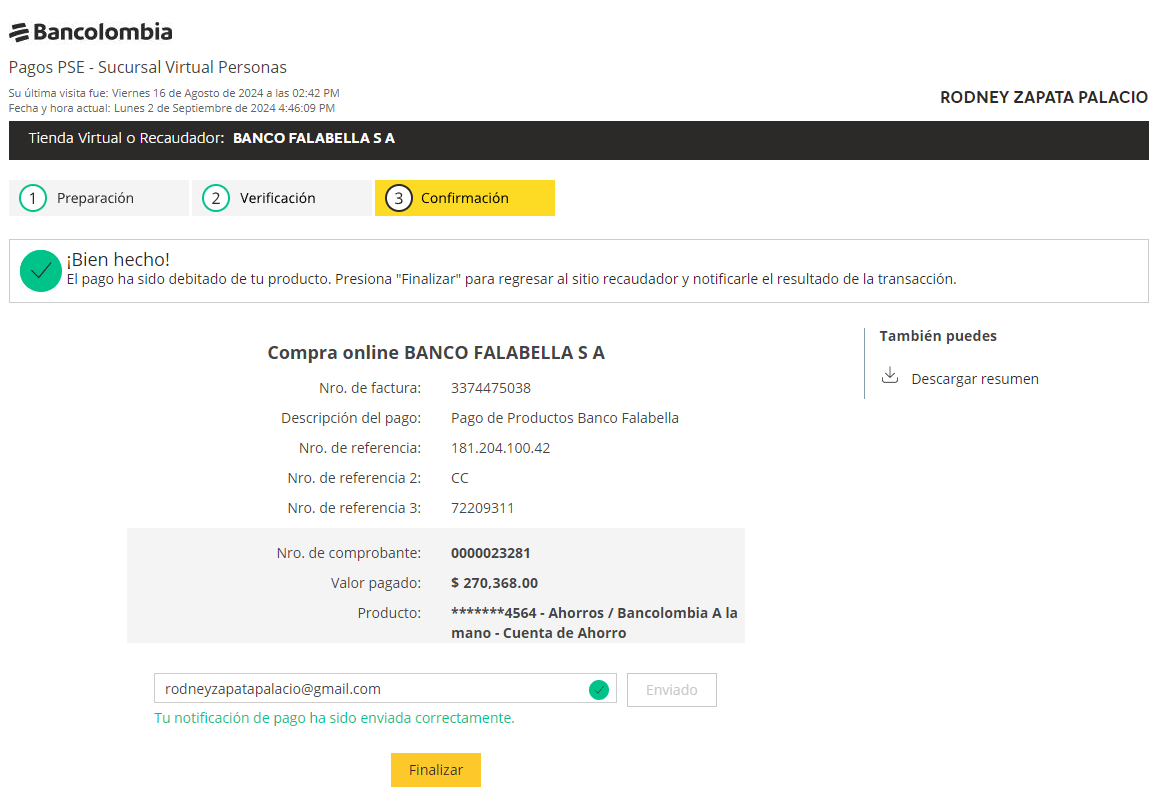 Bancolombia
Pagos PSE - Sucursal Virtual Personas
Su última visita fue: Viernes 16 de Agosto de 2024 a las 02:42 PM
Fecha y hora actual: Lunes 2 de Septiembre de 2024 4:46:09 PM
RODNEY ZAPATA PALACIO
Tienda Virtual o Recaudador: BANCO FALABELLA S A
1 Preparación
2 Verificación
3 Confirmación
¡Bien hecho!
El pago ha sido debitado de tu producto. Presiona "Finalizar" para regresar al sitio recaudador y notificarle el resultado de la transacción.
Compra online BANCO FALABELLA S A
Nro. de factura: 3374475038
Descripción del pago: Pago de Productos Banco Falabella
Nro. de referencia: 181.204.100.42
Nro. de referencia 2: CC
Nro. de referencia 3: 72209311
Nro. de comprobante: 0000023281
Valor pagado: $ 270,368.00
Producto: *******4564 - Ahorros / Bancolombia A la
mano - Cuenta de Ahorro
rodneyzapatapalacio@gmail.com
Enviado
Tu notificación de pago ha sido enviada correctamente.
Finalizar
También puedes
Descargar resumen